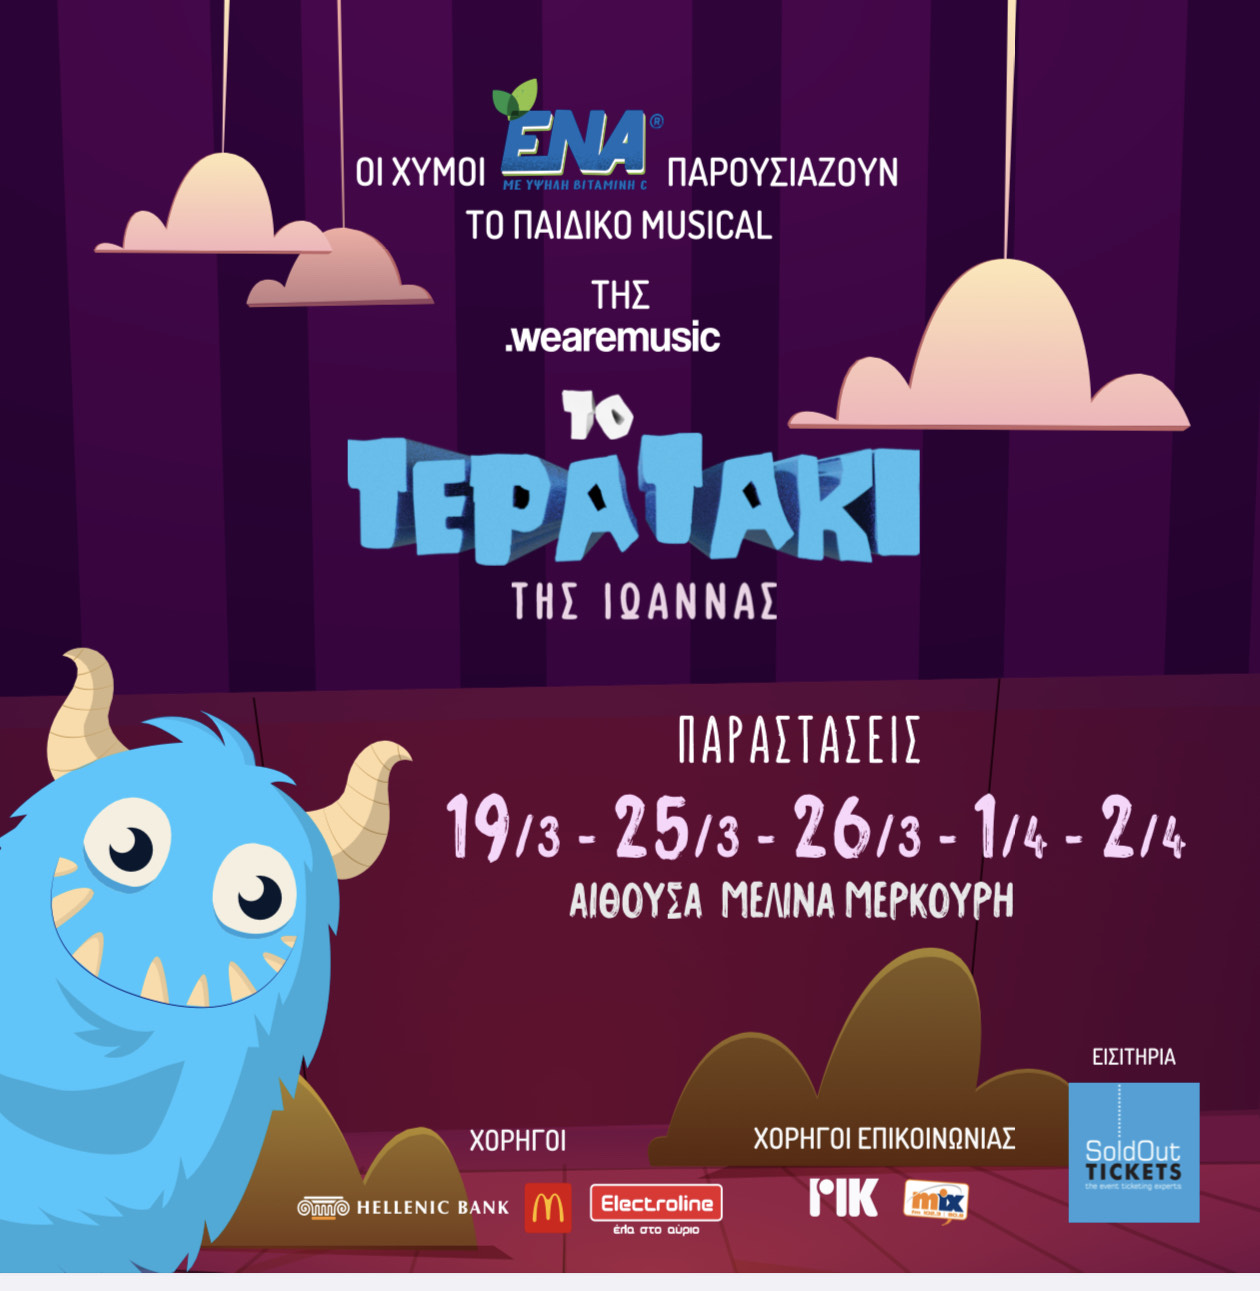 ΟΙ ΧΥΜΟΙ ΕΝΑ® ΠΑΡΟΥΣΙΑΖΟΥΝ
ΜΕ ΥΨΗΛΗ ΒΙΤΑΜΙΝΗ C
ΤΟ ΠΑΙΔΙΚΟ MUSICAL
ΤΗΣ
.wearemusic
ΤΟ
ΤΕΡΑΤΑΚΙ
ΤΗΣ ΙΩΑΝΝΑΣ
ΠΑΡΑΣΤΑΣΕΙΣ
19/3 - 25/3 - 26/3 - 1/4 - 2/4
ΑΙΘΟΥΣΑ ΜΕΛΙΝΑ ΜΕΡΚΟΥΡΗ
ΕΙΣΙΤΗΡΙΑ
SoldOut
TICKETS
the event ticketing experts
ΧΟΡΗΓΟΙ
HELLENIC BANK
Electroline
έλα στο αύριο
ΧΟΡΗΓΟΙ ΕΠΙΚΟΙΝΩΝΙΑΣ
ΡΙΚ
mix